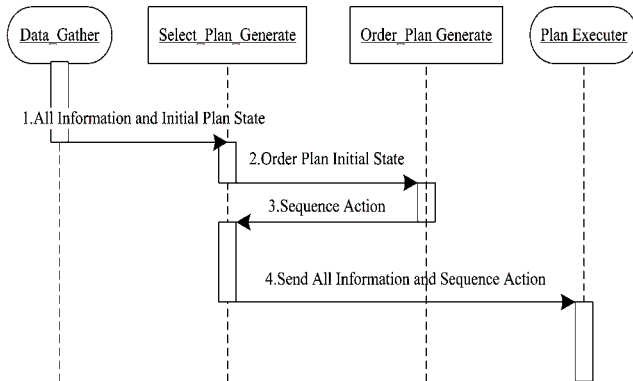 Data_Gather
Select_Plan_Generate
Order_Plan Generate
Plan Executer
1.All Information and Initial Plan State
2.Order Plan Initial State
3.Sequence Action
4.Send All Information and Sequence Action